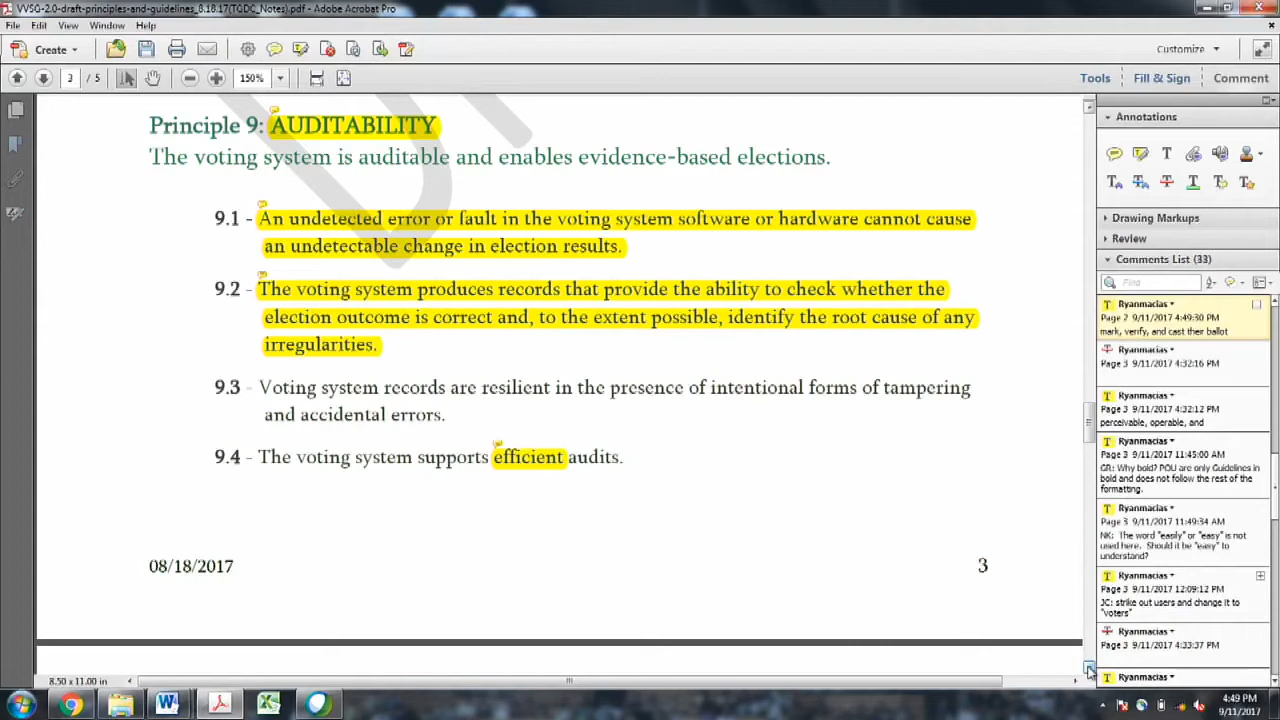 VVSG-2.0-draft-principles-and-guidelines_8.18.17(TGDC_Notes).pdf - Adobe Acrobat Pro
File Edit View Window Help
Create Customize
3 / 5 150% Tools Fill & Sign Comment
Principle 9: AUDITABILITY
The voting system is auditable and enables evidence-based elections.
9.1 - An undetected error or fault in the voting system software or hardware cannot cause
an undetectable change in election results.
9.2 - The voting system produces records that provide the ability to check whether the
election outcome is correct and, to the extent possible, identify the root cause of any
irregularities.
9.3 - Voting system records are resilient in the presence of intentional forms of tampering
and accidental errors.
9.4 - The voting system supports efficient audits.
08/18/2017 3
8.50 x 11.00 in
Annotations
Drawing Markups
Review
Comments List (33)
Find
Ryanmacias
Page 2 9/11/2017 4:49:30 PM
mark, verify, and cast their ballot
Ryanmacias
Page 3 9/11/2017 4:32:16 PM
Ryanmacias
Page 3 9/11/2017 4:32:12 PM
perceivable, operable, and
Ryanmacias
Page 3 9/11/2017 11:45:00 AM
GR: Why bold? POU are only Guidelines in
bold and does not follow the rest of the
formatting.
Ryanmacias
Page 3 9/11/2017 11:49:34 AM
NK: The word "easily" or "easy" is not
used here. Should it be "easy" to
understand?
Ryanmacias
Page 3 9/11/2017 12:09:12 PM
JC: strike out users and change it to
"voters"
Ryanmacias
Page 3 9/11/2017 4:33:37 PM
Ryanmacias
4:49 PM
9/11/2017